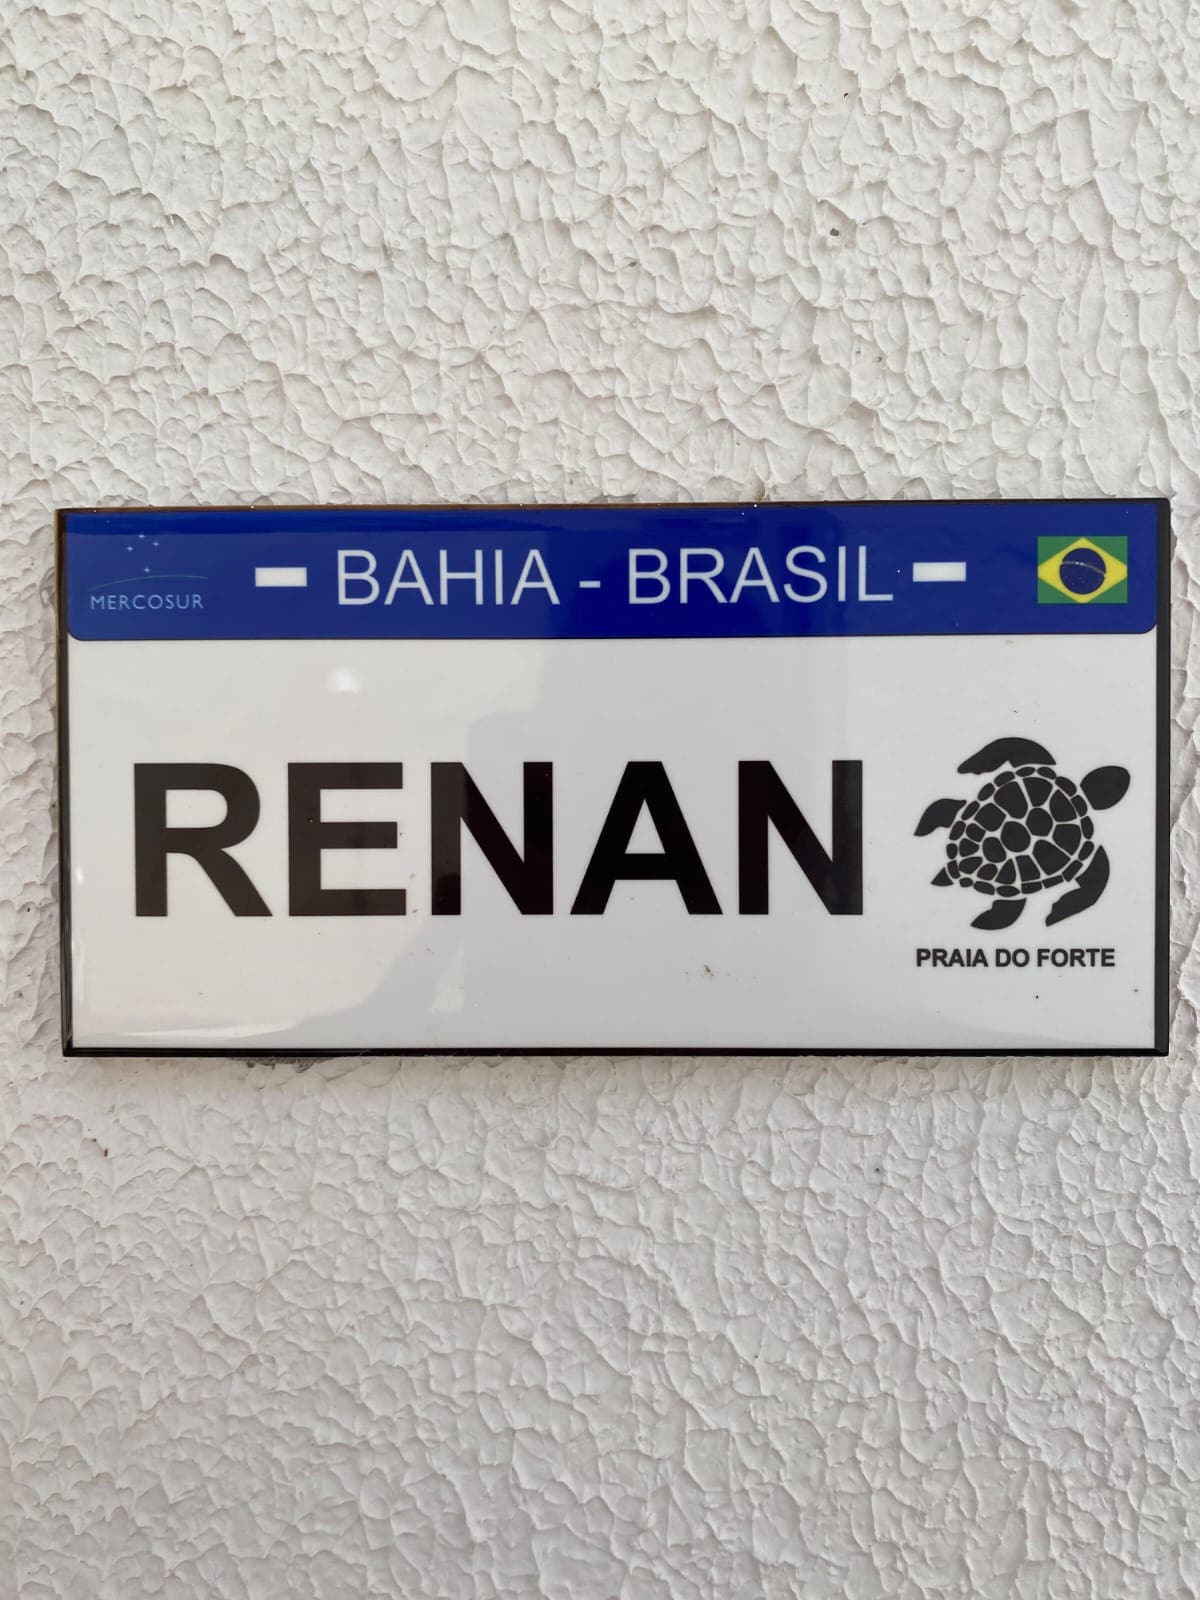 MERCOSUR
BAHIA - BRASIL
RENAN
PRAIA DO FORTE